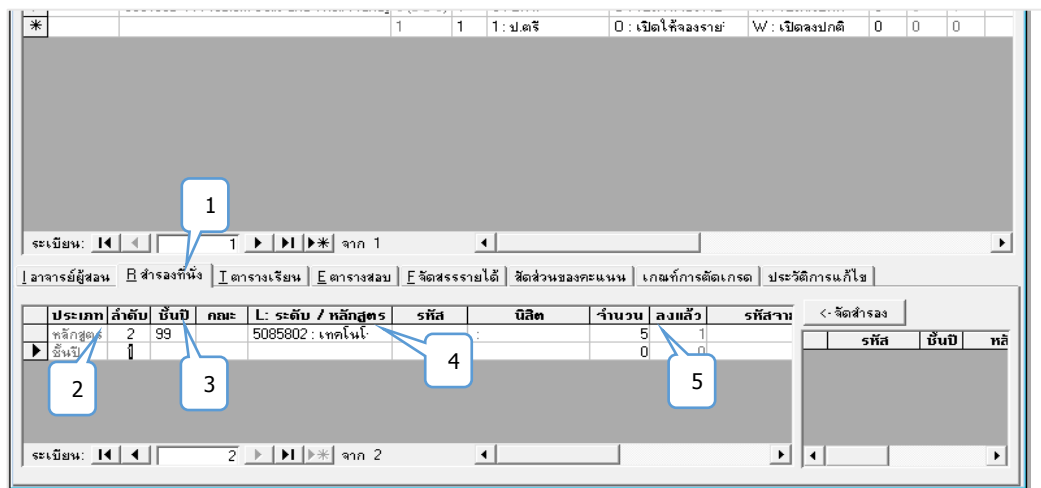 1 1 1 : ป.ตรี O : เปิดให้จองราย W : เปิดลงปกติ 0 0 0
1
ระเบียน: 1 จาก 1
I อาจารย์ผู้สอน R สำรองที่นั่ง T ตารางเรียน E ตารางสอบ F จัดสรรรายได้ สัดส่วนของคะแนน เกณฑ์การตัดเกรด ประวัติการแก้ไข
ประเภท ลำดับ ชั้นปี คณะ L: ระดับ / หลักสูตร รหัส นิสิต จำนวน ลงแล้ว <- จัดสำรอง
หลักสูตร 2 99 5085802 : เทคโนโ : 5 1 รหัส ชั้นปี
ชั้นปี 0 0
2 3 4 5
ระเบียน: 2 จาก 2